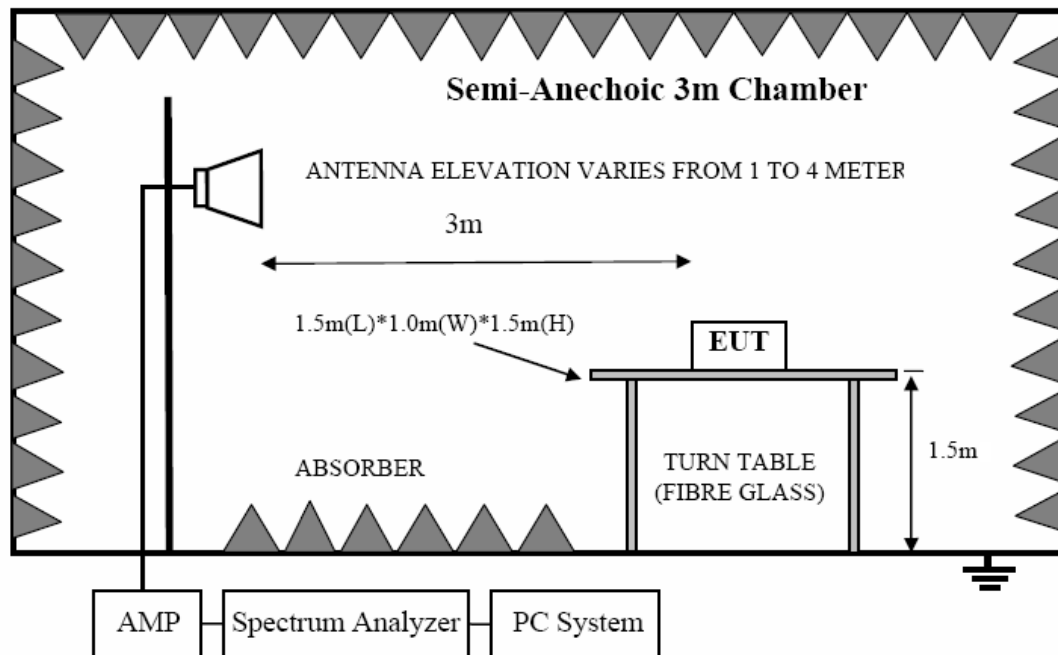 Semi-Anechoic 3m Chamber
ANTENNA ELEVATION VARIES FROM 1 TO 4 METER
3m
1.5m(L)*1.0m(W)*1.5m(H)
EUT
1.5m
ABSORBER
TURN TABLE
(FIBRE GLASS)
AMP
Spectrum Analyzer
PC System